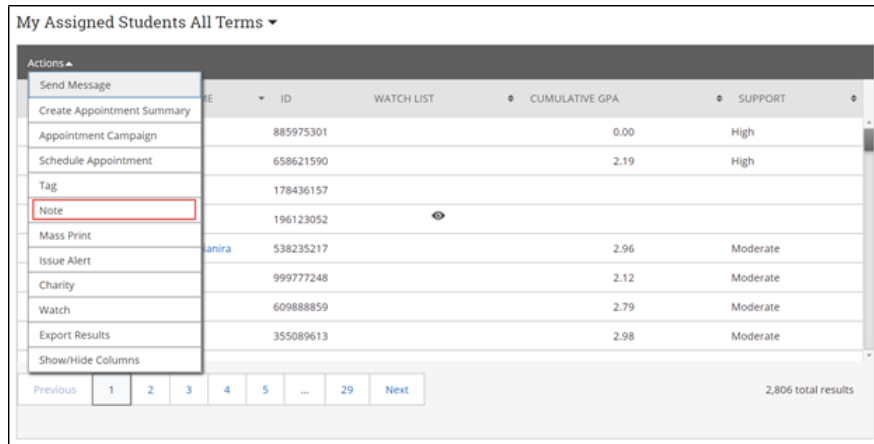 My Assigned Students All Terms
Actions
Send Message
Create Appointment Summary
Appointment Campaign
Schedule Appointment
Tag
Note
Mass Print
Issue Alert
Charity
Watch
Export Results
Show/Hide Columns
ID WATCH LIST CUMULATIVE GPA SUPPORT
885975301 0.00 High
658621590 2.19 High
178436157
196123052
538235217 2.96 Moderate
999777248 2.12 Moderate
609888859 2.79 Moderate
355089613 2.98 Moderate
Previous 1 2 3 4 5 ... 29 Next 2,806 total results